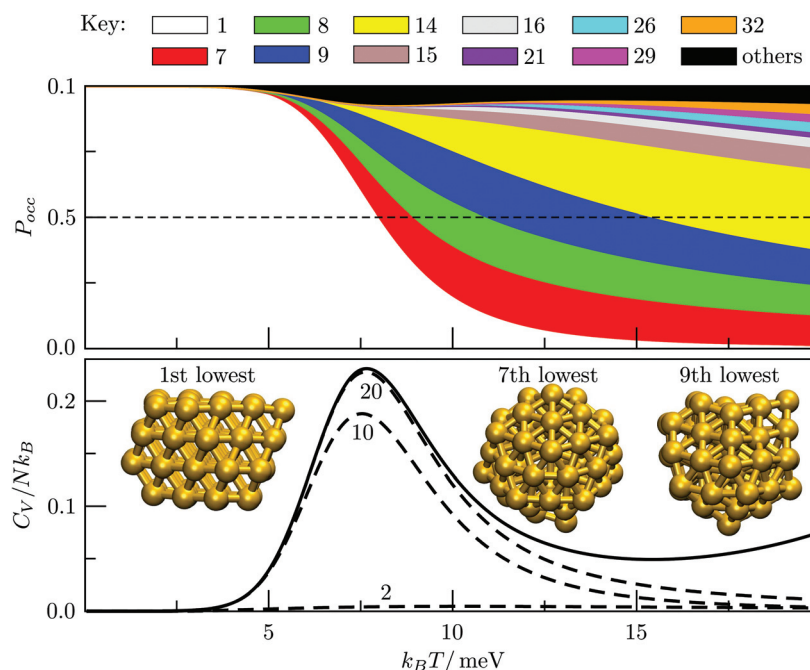 Key: 1 8 14 16 26 32
7 9 15 21 29 others
0.1
0.5
0.0
P_occ
1st lowest 7th lowest 9th lowest
20
10
2
0.2
0.1
0.0
C_V/Nk_B
5 10 15
k_BT/meV